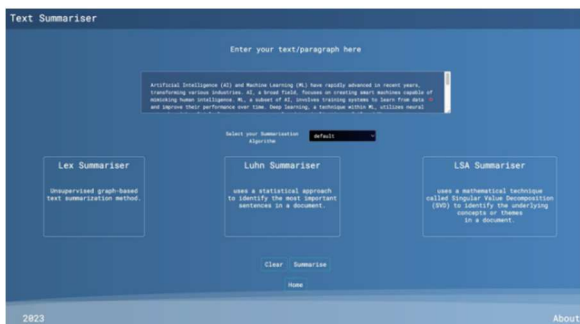 Text Summariser
Enter your text/paragraph here
Artificial Intelligence (AI) and Machine Learning (ML) have rapidly advanced in recent years,
transforming various industries. AI, a broad field, focuses on creating smart machines capable of
mimicking human intelligence. ML, a subset of AI, involves training systems to learn from data
and improve their performance over time. Deep learning, a technique within ML, utilizes neural
Select your Summarisation
Algorithm
default
Lex Summariser
Unsupervised graph-based
text summarization method.
Luhn Summariser
uses a statistical approach
to identify the most important
sentences in a document.
LSA Summariser
uses a mathematical technique
called Singular Value Decomposition
(SVD) to identify the underlying
concepts or themes
in a document.
Clear
Summarise
Home
2023
About